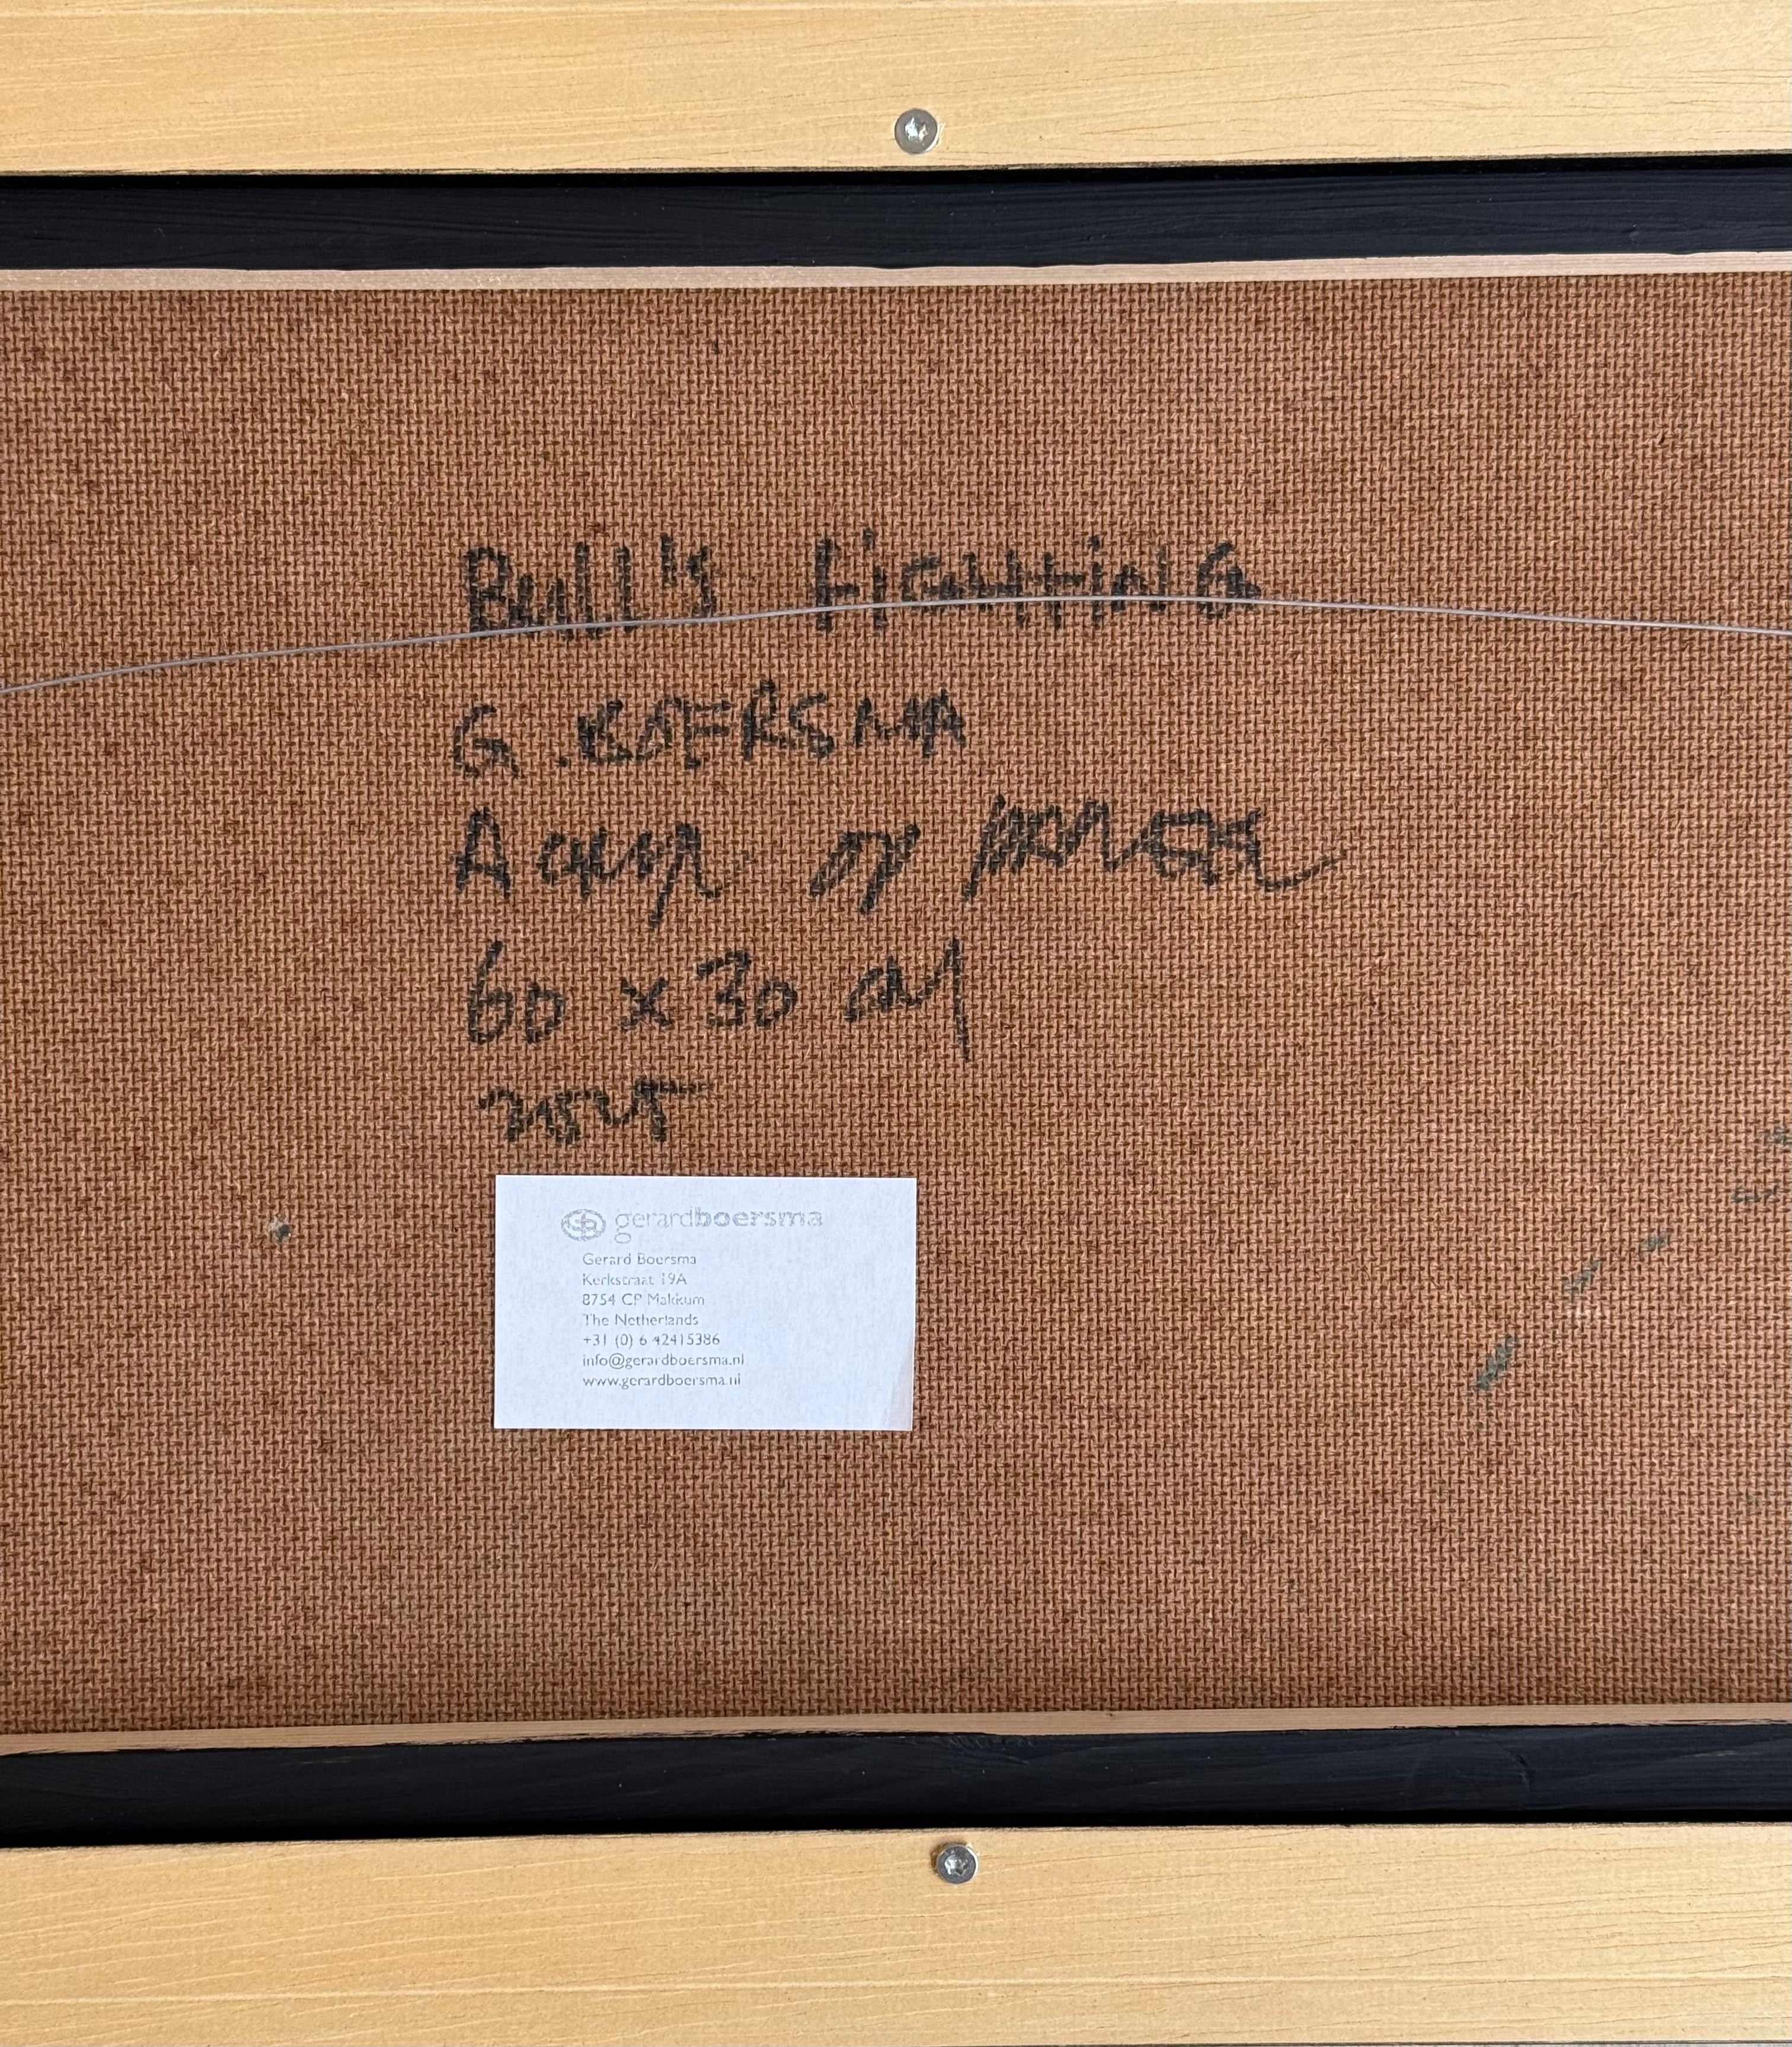 Bull's Fighting
G. BOERSMA
Acryl op paneel
60 x 30 cm
gerardboersma
Gerard Boersma
Kerkstraat 19A
8754 CP Makkum
The Netherlands
+31 (0) 6 42415386
info@gerardboersma.nl
www.gerardboersma.nl